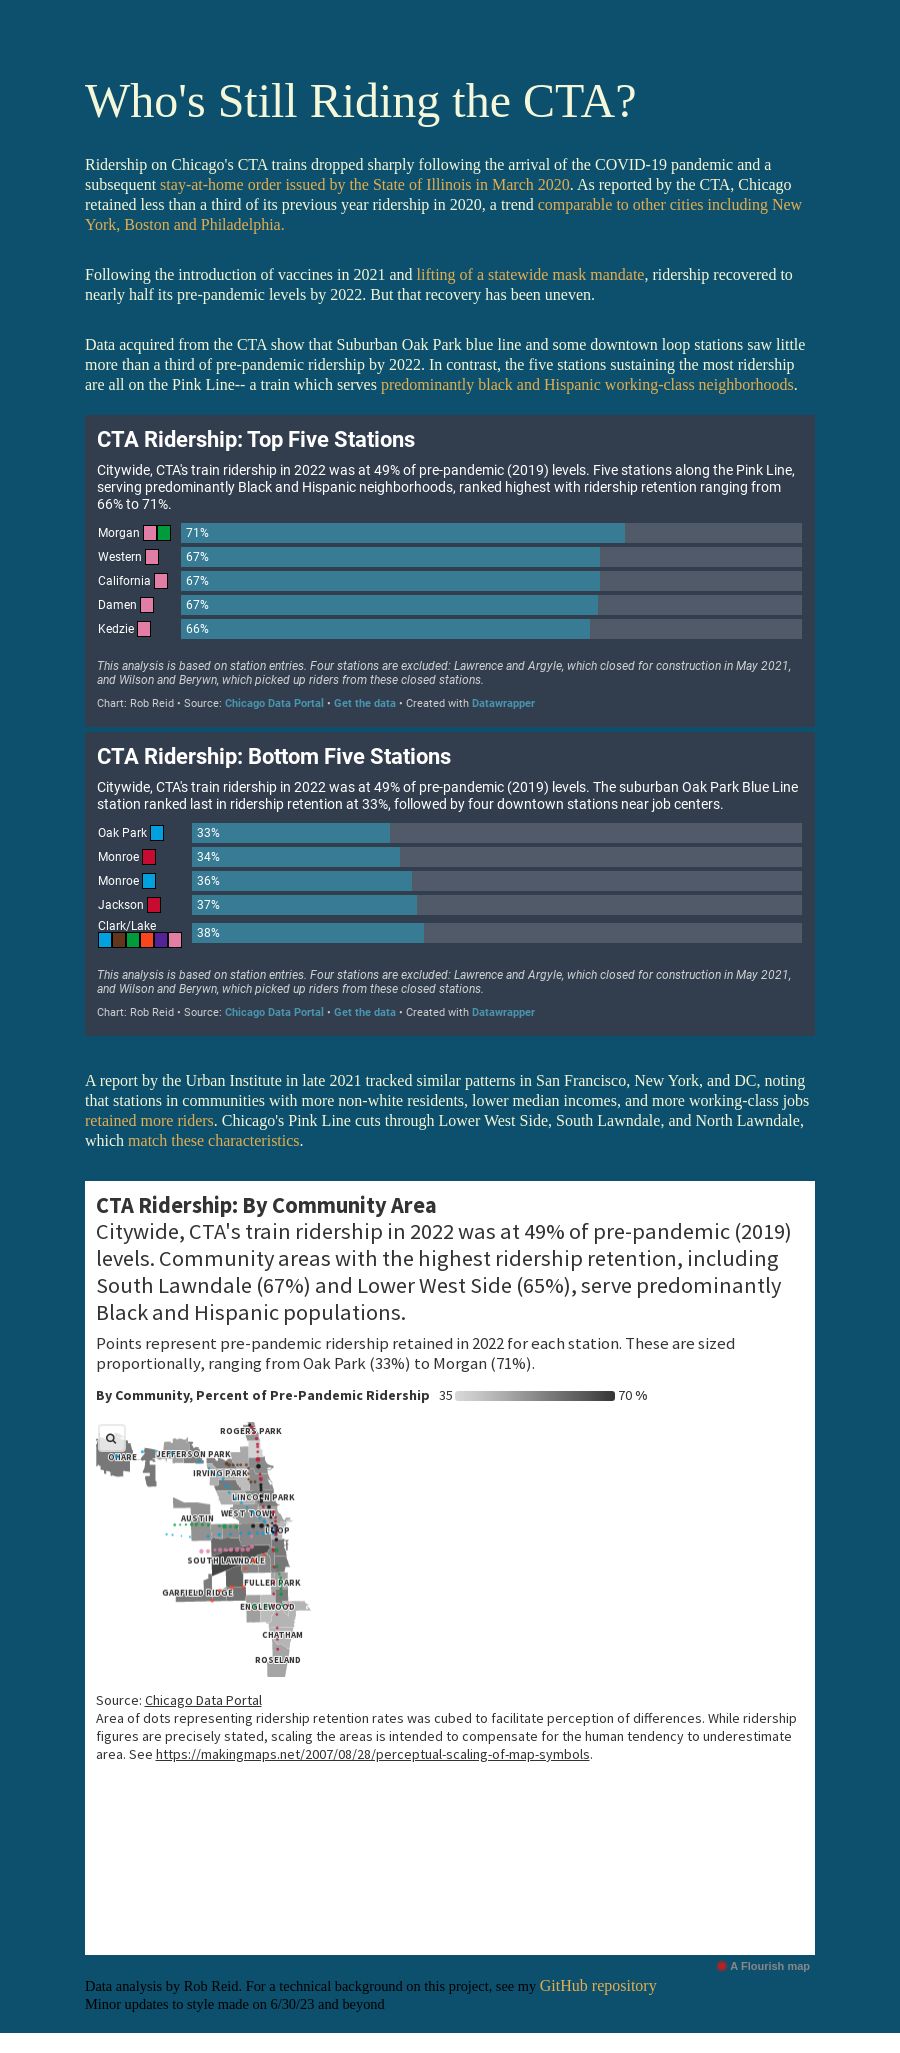 Who's Still Riding the CTA?
Ridership on Chicago's CTA trains dropped sharply following the arrival of the COVID-19 pandemic and a
subsequent stay-at-home order issued by the State of Illinois in March 2020. As reported by the CTA, Chicago
retained less than a third of its previous year ridership in 2020, a trend comparable to other cities including New
York, Boston and Philadelphia.
Following the introduction of vaccines in 2021 and lifting of a statewide mask mandate, ridership recovered to
nearly half its pre-pandemic levels by 2022. But that recovery has been uneven.
Data acquired from the CTA show that Suburban Oak Park blue line and some downtown loop stations saw little
more than a third of pre-pandemic ridership by 2022. In contrast, the five stations sustaining the most ridership
are all on the Pink Line-- a train which serves predominantly black and Hispanic working-class neighborhoods.
CTA Ridership: Top Five Stations
Citywide, CTA's train ridership in 2022 was at 49% of pre-pandemic (2019) levels. Five stations along the Pink Line,
serving predominantly Black and Hispanic neighborhoods, ranked highest with ridership retention ranging from
66% to 71%.
Morgan 71%
Western 67%
California 67%
Damen 67%
Kedzie 66%
This analysis is based on station entries. Four stations are excluded: Lawrence and Argyle, which closed for construction in May 2021,
and Wilson and Berywn, which picked up riders from these closed stations.
Chart: Rob Reid • Source: Chicago Data Portal • Get the data • Created with Datawrapper
CTA Ridership: Bottom Five Stations
Citywide, CTA's train ridership in 2022 was at 49% of pre-pandemic (2019) levels. The suburban Oak Park Blue Line
station ranked last in ridership retention at 33%, followed by four downtown stations near job centers.
Oak Park 33%
Monroe 34%
Monroe 36%
Jackson 37%
Clark/Lake 38%
This analysis is based on station entries. Four stations are excluded: Lawrence and Argyle, which closed for construction in May 2021,
and Wilson and Berywn, which picked up riders from these closed stations.
Chart: Rob Reid • Source: Chicago Data Portal • Get the data • Created with Datawrapper
A report by the Urban Institute in late 2021 tracked similar patterns in San Francisco, New York, and DC, noting
that stations in communities with more non-white residents, lower median incomes, and more working-class jobs
retained more riders. Chicago's Pink Line cuts through Lower West Side, South Lawndale, and North Lawndale,
which match these characteristics.
CTA Ridership: By Community Area
Citywide, CTA's train ridership in 2022 was at 49% of pre-pandemic (2019)
levels. Community areas with the highest ridership retention, including
South Lawndale (67%) and Lower West Side (65%), serve predominantly
Black and Hispanic populations.
Points represent pre-pandemic ridership retained in 2022 for each station. These are sized
proportionally, ranging from Oak Park (33%) to Morgan (71%).
By Community, Percent of Pre-Pandemic Ridership 35 70 %
ROGERS PARK
OHARE
JEFFERSON PARK
IRVING PARK
LINCOLN PARK
WEST TOWN
AUSTIN
LOOP
SOUTH LAWNDALE
FULLER PARK
GARFIELD RIDGE
ENGLEWOOD
CHATHAM
ROSELAND
Source: Chicago Data Portal
Area of dots representing ridership retention rates was cubed to facilitate perception of differences. While ridership
figures are precisely stated, scaling the areas is intended to compensate for the human tendency to underestimate
area. See https://makingmaps.net/2007/08/28/perceptual-scaling-of-map-symbols.
A Flourish map
Data analysis by Rob Reid. For a technical background on this project, see my GitHub repository
Minor updates to style made on 6/30/23 and beyond